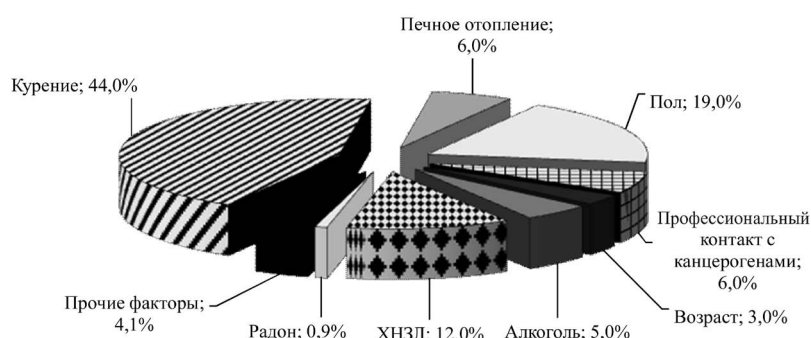 Печное отопление;
6,0%
Курение; 44,0%
Пол; 19,0%
Профессиональный
контакт с
канцерогенами;
6,0%
Возраст; 3,0%
Алкоголь; 5,0%
ХНЗЛ; 12,0%
Радон; 0,9%
Прочие факторы;
4,1%